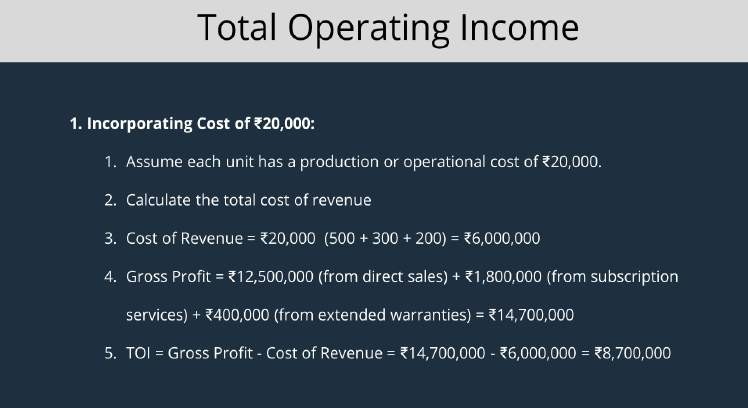 Total Operating Income
1. Incorporating Cost of ₹20,000:
1. Assume each unit has a production or operational cost of ₹20,000.
2. Calculate the total cost of revenue
3. Cost of Revenue = ₹20,000 (500 + 300 + 200) = ₹6,000,000
4. Gross Profit = ₹12,500,000 (from direct sales) + ₹1,800,000 (from subscription
services) + ₹400,000 (from extended warranties) = ₹14,700,000
5. TOI = Gross Profit - Cost of Revenue = ₹14,700,000 - ₹6,000,000 = ₹8,700,000